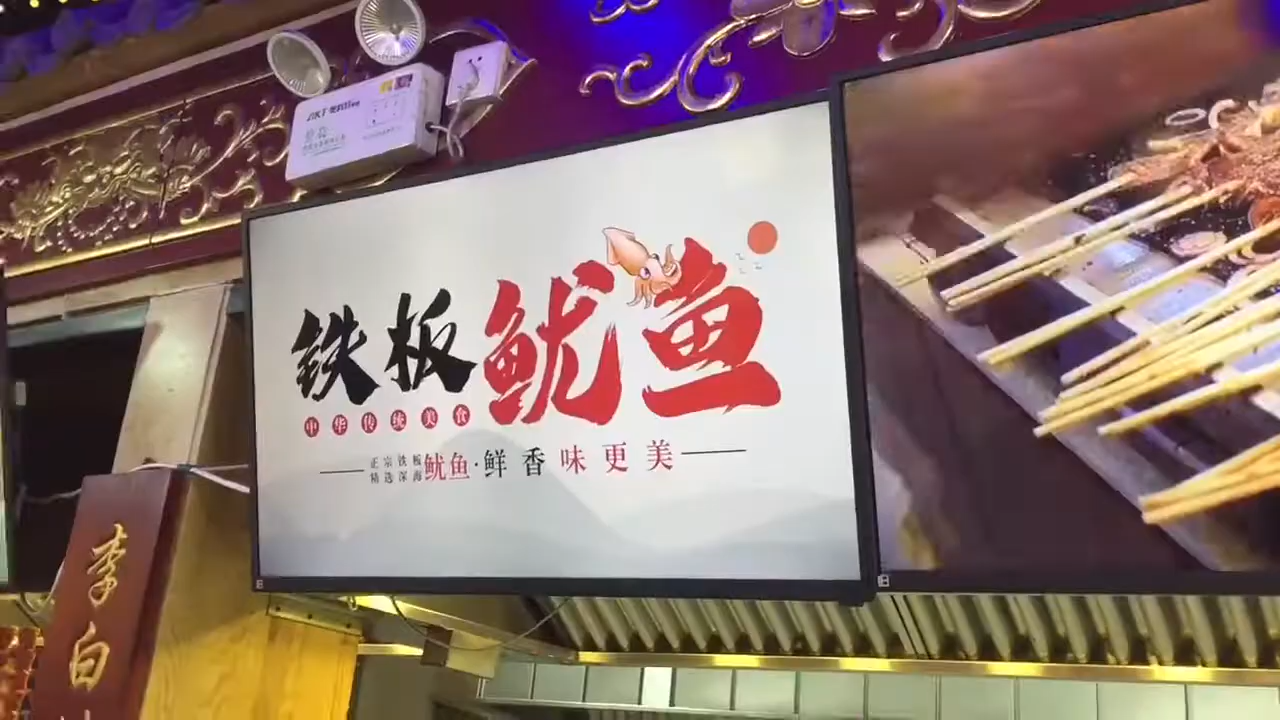 铁板鱿鱼
中华传统美食
正宗铁板
精选深海
鱿鱼·鲜香味更美
李白